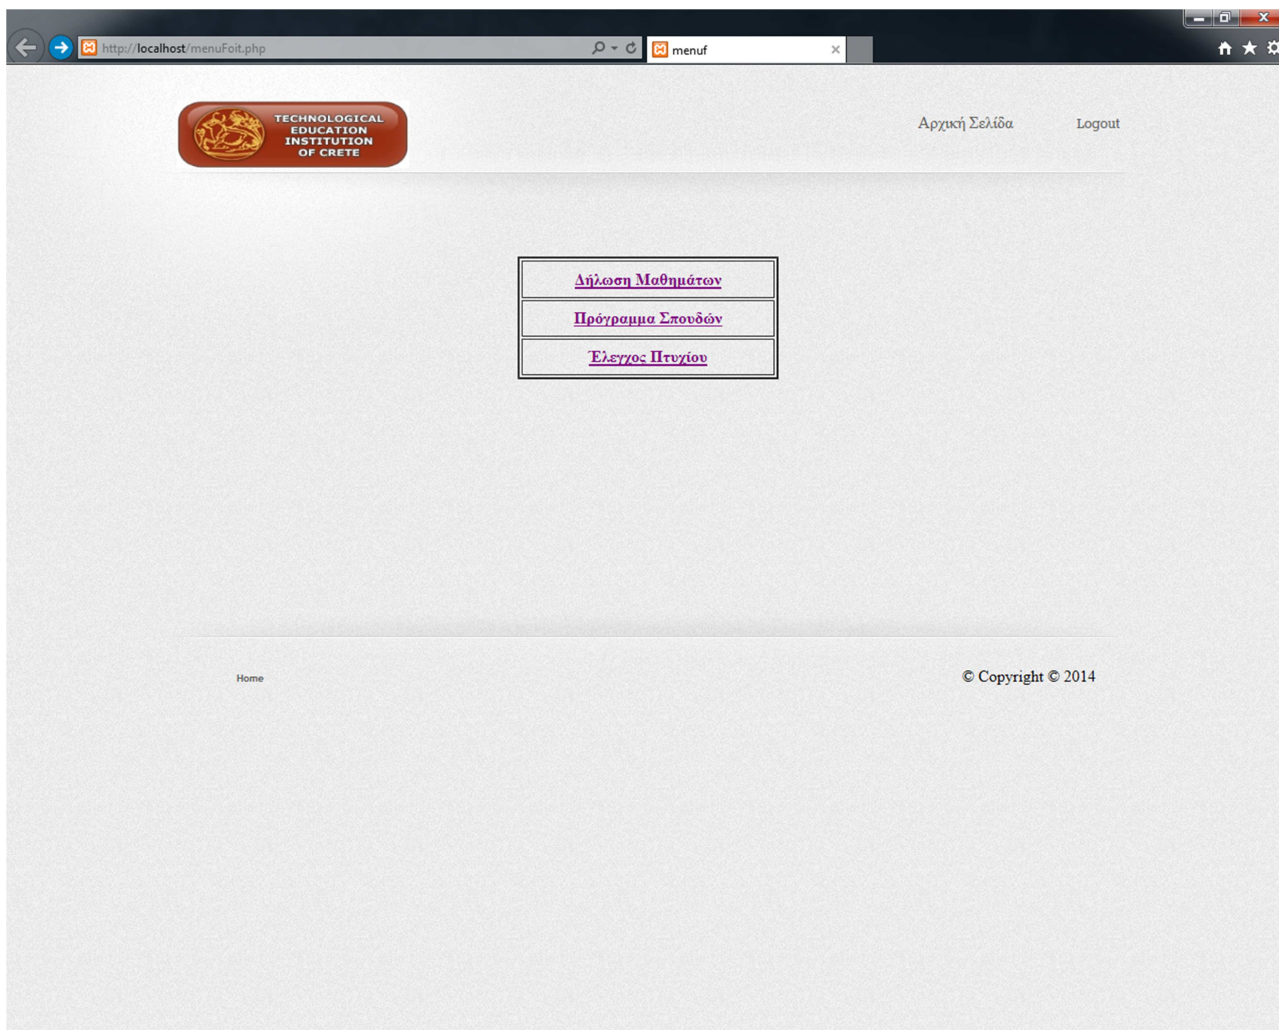 http://localhost/menuFoit.php
menuf
TECHNOLOGICAL
EDUCATION
INSTITUTION
OF CRETE
Αρχική Σελίδα
Logout
Δήλωση Μαθημάτων
Πρόγραμμα Σπουδών
Έλεγχος Πτυχίου
Home
© Copyright © 2014